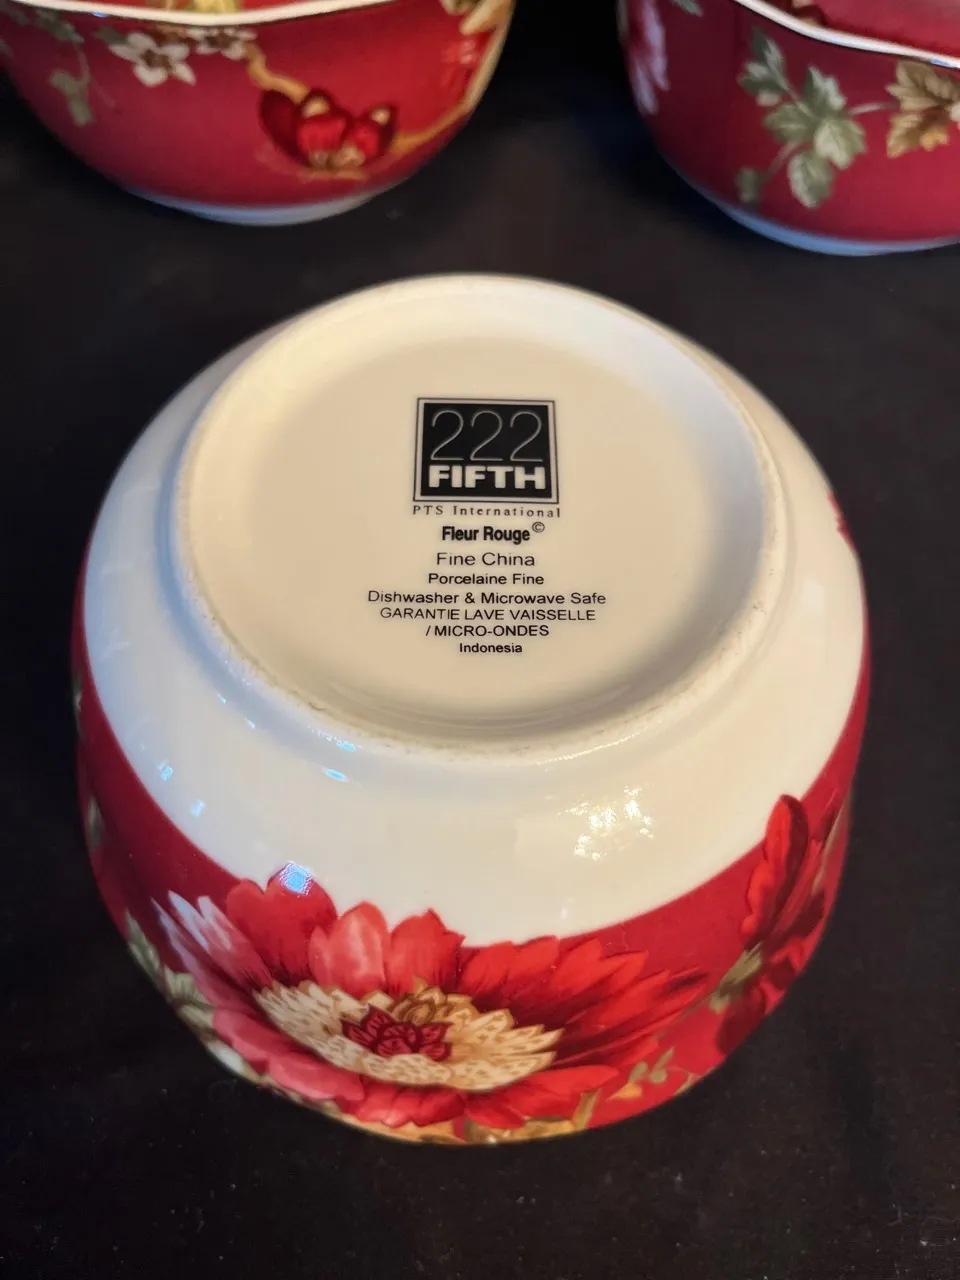 222
FIFTH
PTS International
Fleur Rouge©
Fine China
Porcelaine Fine
Dishwasher & Microwave Safe
GARANTIE LAVE VAISSELLE
/ MICRO-ONDES
Indonesia